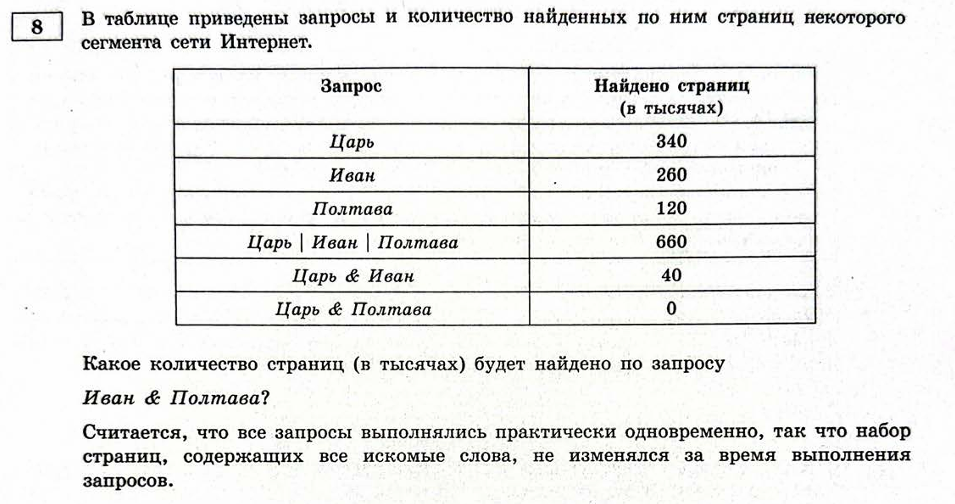 8
В таблице приведены запросы и количество найденных по ним страниц некоторого
сегмента сети Интернет.
Запрос Найдено страниц
(в тысячах)
Царь 340
Иван 260
Полтава 120
Царь | Иван | Полтава 660
Царь & Иван 40
Царь & Полтава 0
Какое количество страниц (в тысячах) будет найдено по запросу
Иван & Полтава?
Считается, что все запросы выполнялись практически одновременно, так что набор
страниц, содержащих все искомые слова, не изменялся за время выполнения
запросов.